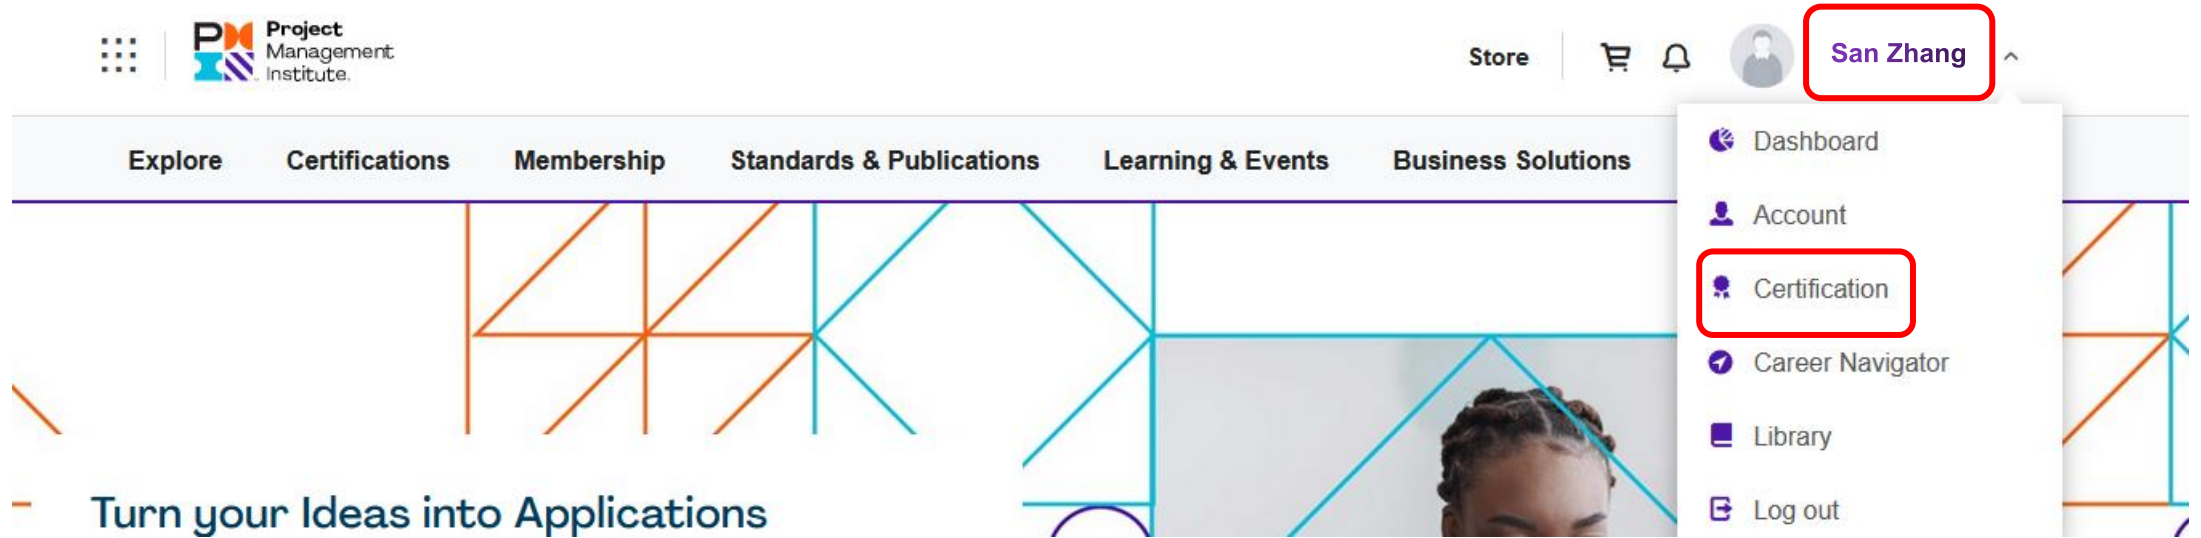 Project
Management
Institute.
Store
San Zhang
Explore
Certifications
Membership
Standards & Publications
Learning & Events
Business Solutions
Dashboard
Account
Certification
Career Navigator
Library
Log out
Turn your Ideas into Applications